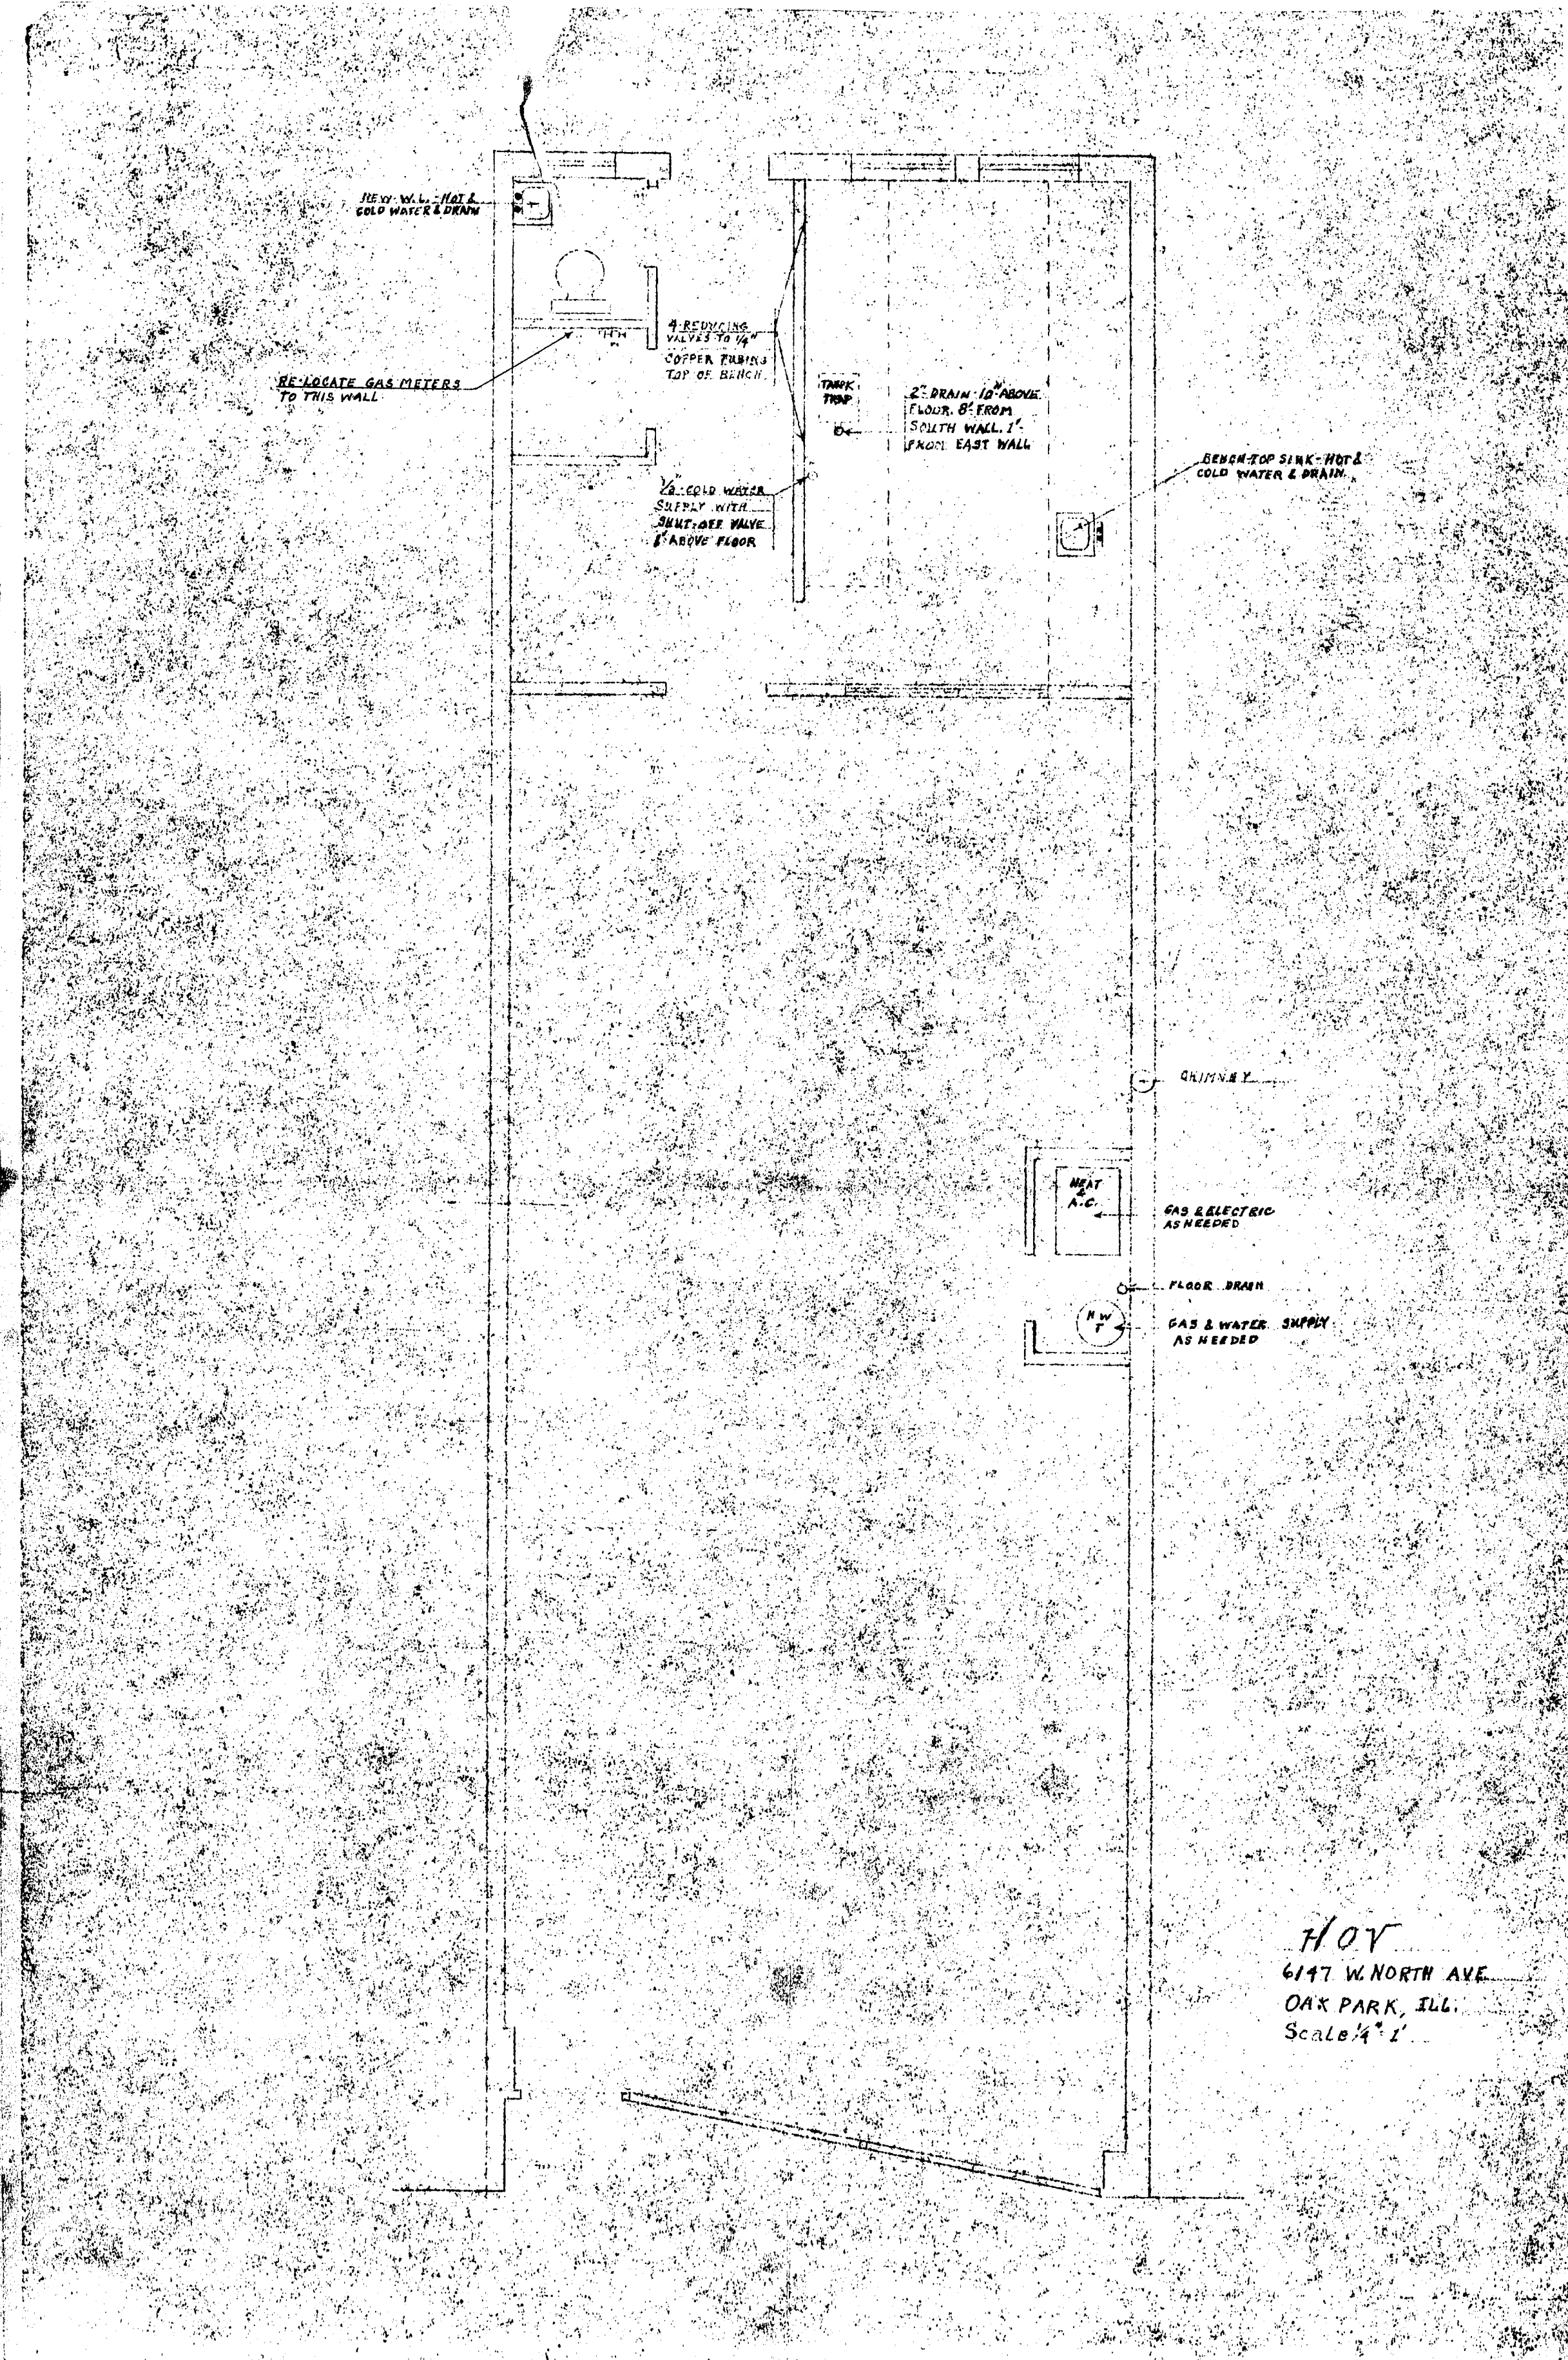 NEW W.L. - HOT &
COLD WATER & DRAIN
4 REDUCING
VALVES TO 1/4"
COPPER TUBING
TOP OF BENCH
RE-LOCATE GAS METERS
TO THIS WALL
TRAP
2" DRAIN 10" ABOVE
FLOOR. 8' FROM
SOUTH WALL. 1'
FROM EAST WALL
1/2" COLD WATER
SUPPLY WITH
SHUT-OFF VALVE
ABOVE FLOOR
BENCH-TOP SINK - HOT &
COLD WATER & DRAIN
CHIMNEY
HEAT
&
A.C.
GAS & ELECTRIC
AS NEEDED
FLOOR DRAIN
H W
T
GAS & WATER SUPPLY
AS NEEDED
HOV
6147 W. NORTH AVE
OAK PARK, ILL.
Scale 1/4" = 1'